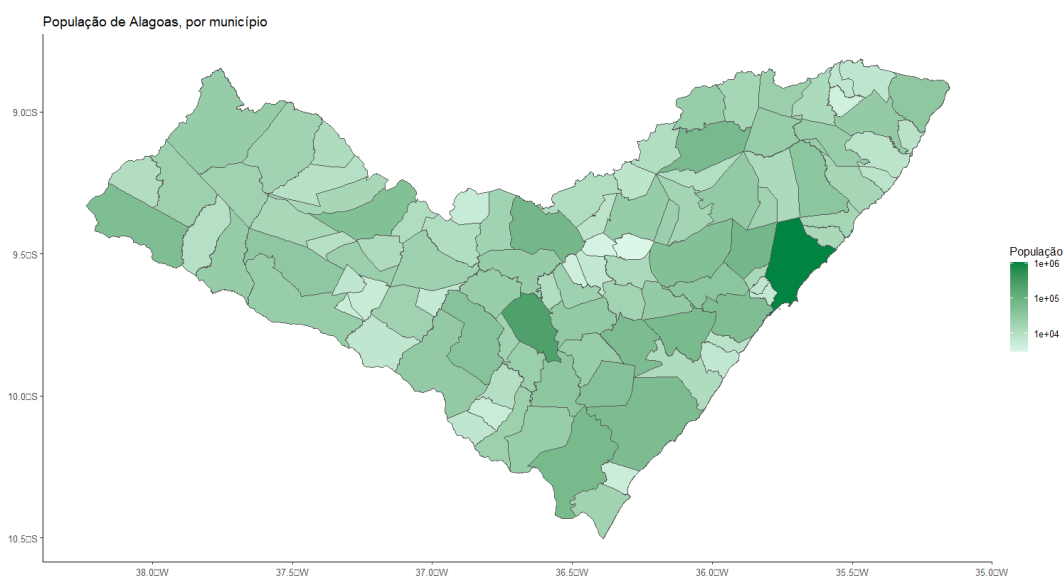 População de Alagoas, por município
9.0□S
9.5□S
10.0□S
10.5□S
38.0□W
37.5□W
37.0□W
36.5□W
36.0□W
35.5□W
35.0□W
População
1e+06
1e+05
1e+04